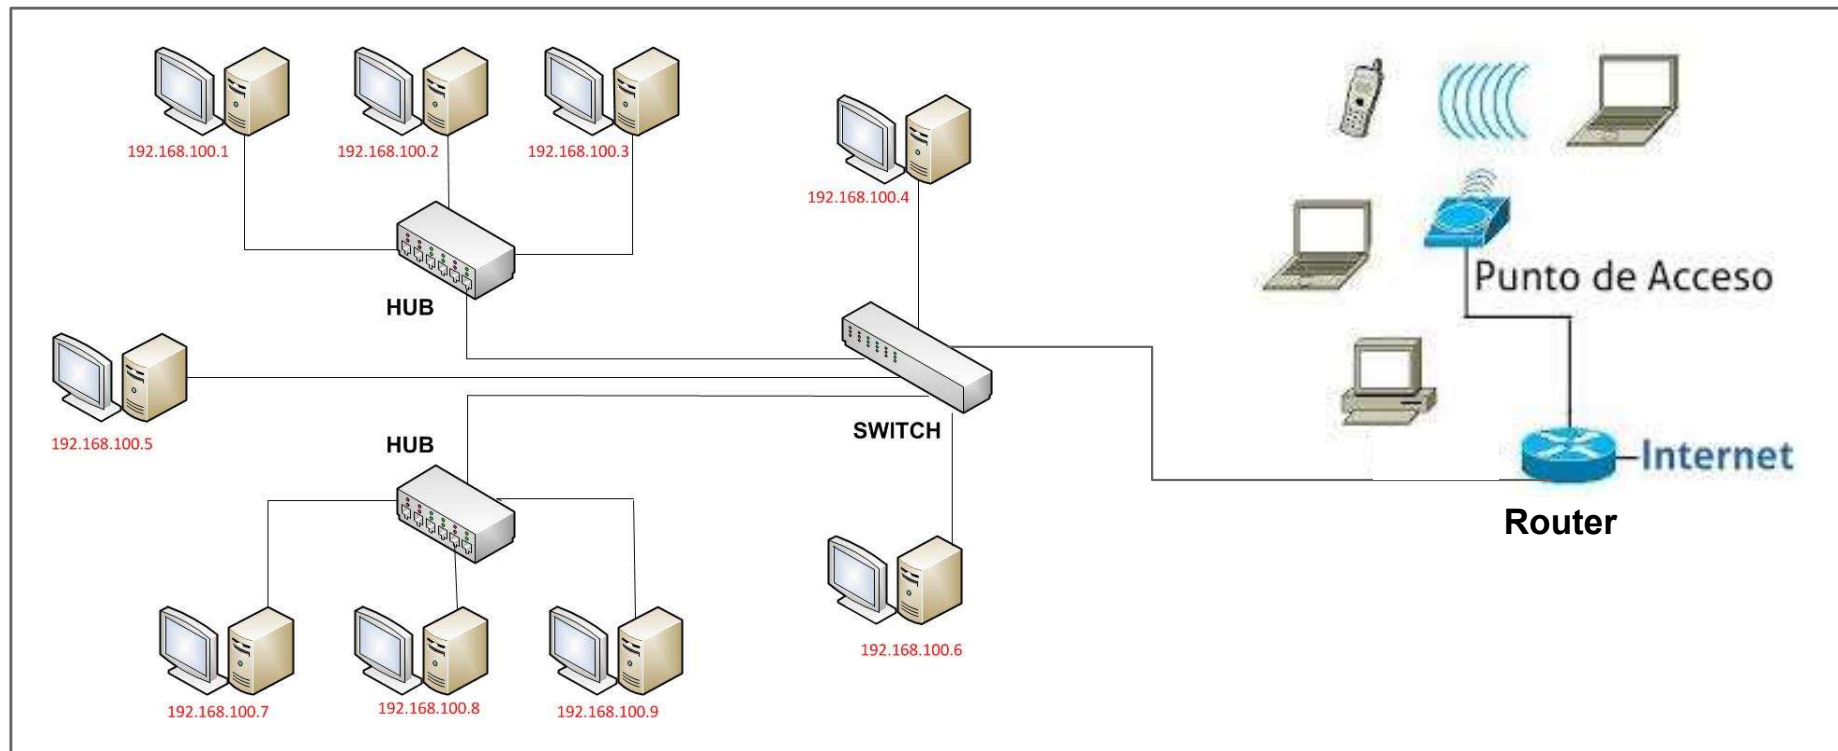 192.168.100.1
192.168.100.2
192.168.100.3
192.168.100.4
HUB
Punto de Acceso
192.168.100.5
HUB
SWITCH
Internet
Router
192.168.100.6
192.168.100.7
192.168.100.8
192.168.100.9